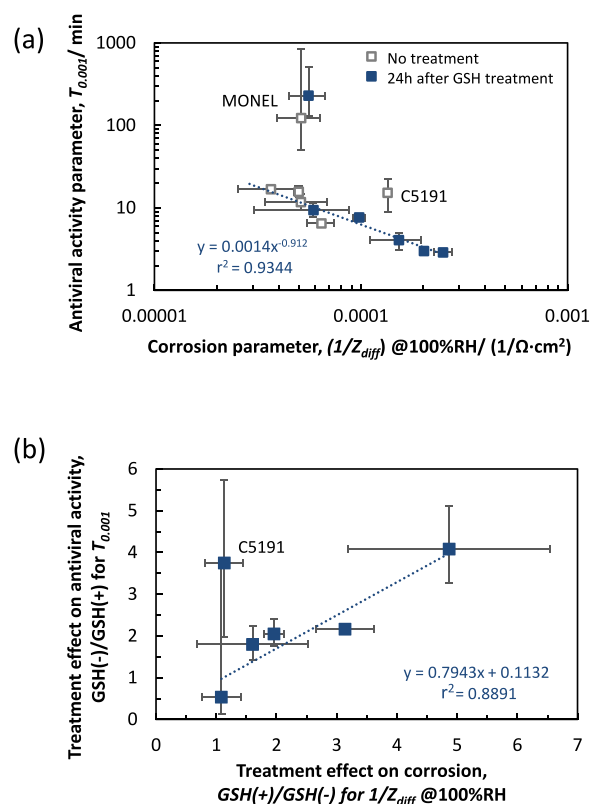 (a)
Antiviral activity parameter, T0.001/ min
1000
100
10
1
No treatment
24h after GSH treatment
MONEL
C5191
y = 0.0014x^-0.912
r² = 0.9344
0.00001
0.0001
0.001
Corrosion parameter, (1/Zdiff) @100%RH/ (1/Ω·cm²)
(b)
Treatment effect on antiviral activity,
GSH(-)/GSH(+) for T0.001
6
5
4
3
2
1
0
C5191
y = 0.7943x + 0.1132
r² = 0.8891
0 1 2 3 4 5 6 7
Treatment effect on corrosion,
GSH(+)/GSH(-) for 1/Zdiff @100%RH